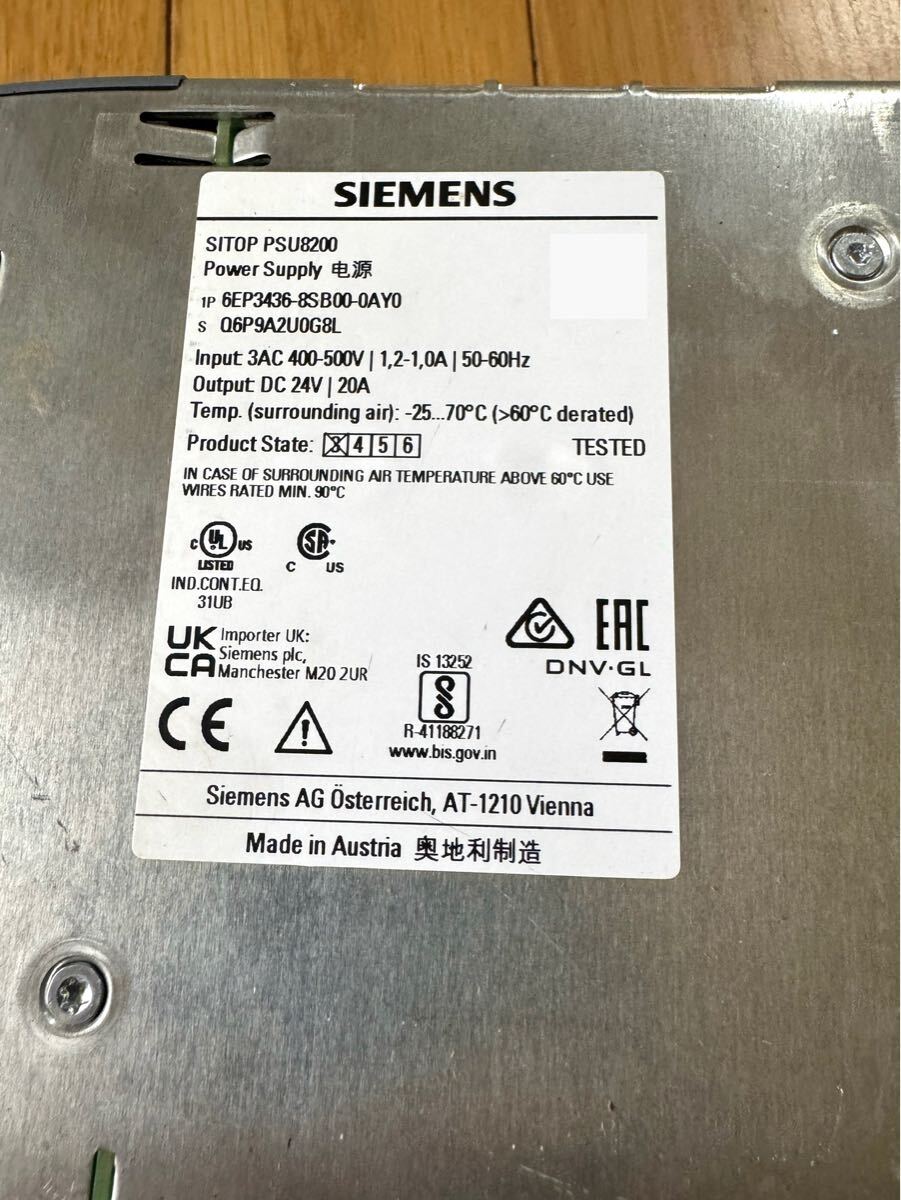 SIEMENS
SITOP PSU8200
Power Supply 电源
1P 6EP3436-8SB00-0AY0
S Q6P9A2U0G8L
Input: 3AC 400-500V | 1,2-1,0A | 50-60Hz
Output: DC 24V | 20A
Temp. (surrounding air): -25...70°C (>60°C derated)
Product State: 3 4 5 6 TESTED
IN CASE OF SURROUNDING AIR TEMPERATURE ABOVE 60°C USE
WIRES RATED MIN. 90°C
C UL US
LISTED
IND.CONT.EQ.
31UB
SA
C US
UK
CA
Importer UK:
Siemens plc,
Manchester M20 2UR
IS 13252
R-41188271
www.bis.gov.in
EAC
DNV·GL
CE
Siemens AG Österreich, AT-1210 Vienna
Made in Austria 奥地利制造